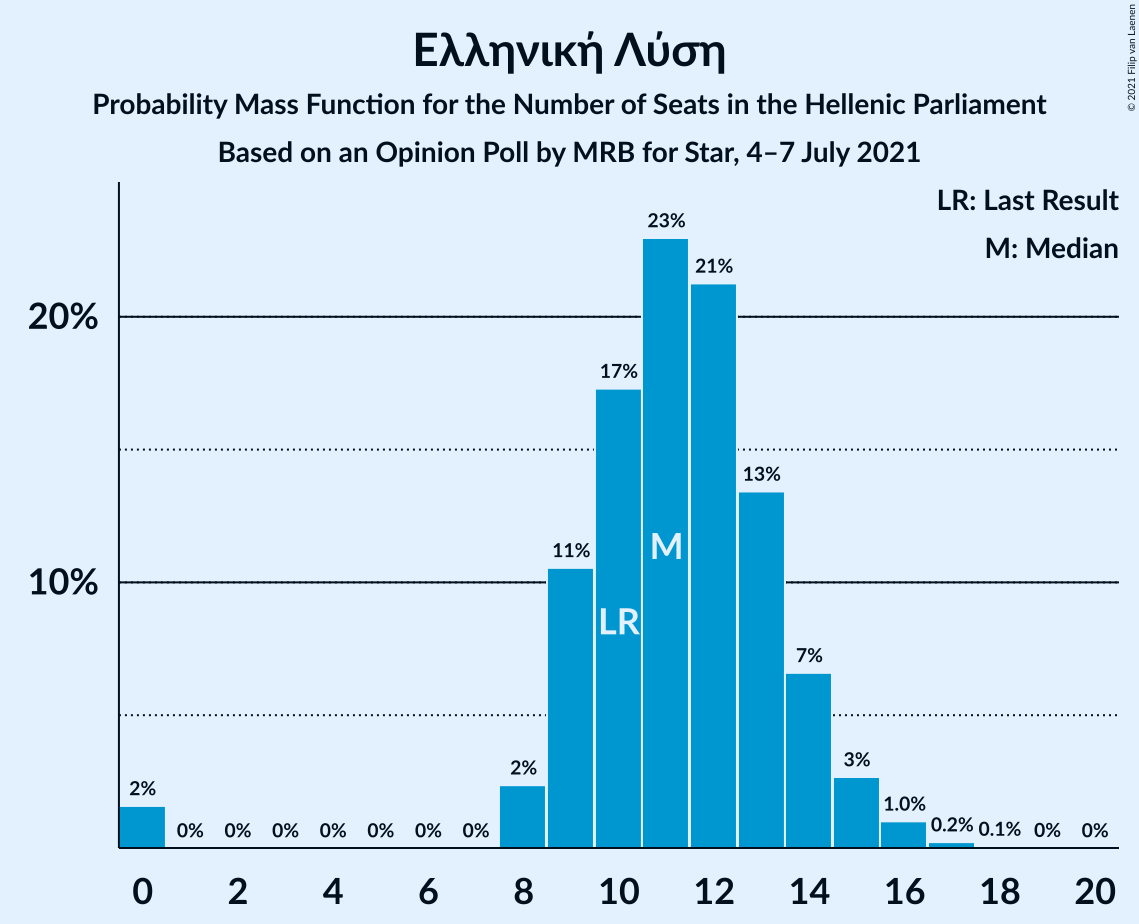 Ελληνική Λύση
Probability Mass Function for the Number of Seats in the Hellenic Parliament
Based on an Opinion Poll by MRB for Star, 4–7 July 2021
© 2021 Filip van Laenen
LR: Last Result
M: Median
20%
10%
2%
0%
0%
0%
0%
0%
0%
0%
2%
11%
17%
23%
21%
13%
7%
3%
1.0%
0.2%
0.1%
0%
0%
LR
M
0 2 4 6 8 10 12 14 16 18 20